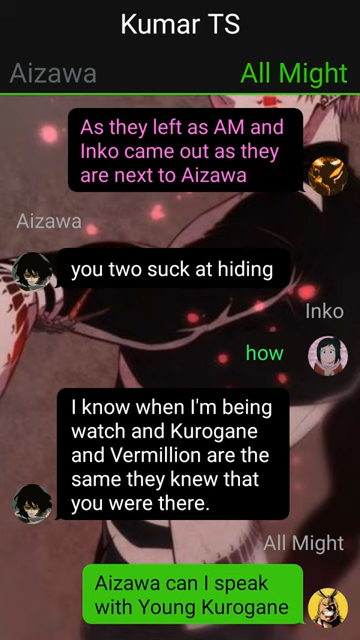 Kumar TS
Aizawa
All Might
As they left as AM and
Inko came out as they
are next to Aizawa
Aizawa
you two suck at hiding
Inko
how
I know when I'm being
watch and Kurogane
and Vermillion are the
same they knew that
you were there.
All Might
Aizawa can I speak
with Young Kurogane